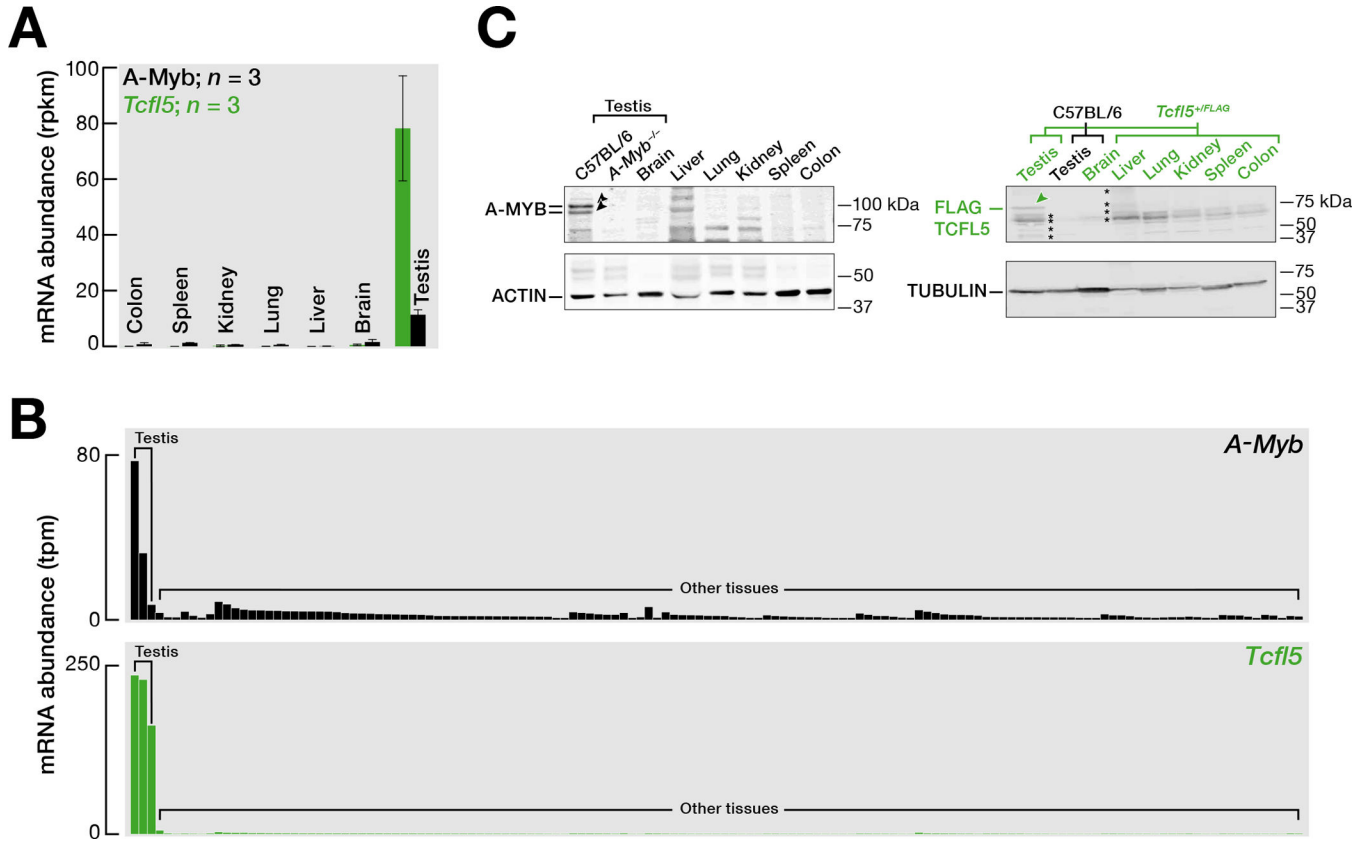 A
mRNA abundance (rpkm)
100
80
60
40
20
0
A-Myb; n = 3
Tcfl5; n = 3
Colon
Spleen
Kidney
Lung
Liver
Brain
Testis
C
Testis
C57BL/6
A-Myb–/–
Brain
Liver
Lung
Kidney
Spleen
Colon
A-MYB
100 kDa
75
ACTIN
50
37
C57BL/6
Tcfl5+/FLAG
Testis
Testis
Brain
Liver
Lung
Kidney
Spleen
Colon
FLAG
TCFL5
* * * *
* * * *
75 kDa
50
37
TUBULIN
75
50
37
B
mRNA abundance (tpm)
80
0
Testis
Other tissues
A-Myb
250
0
Testis
Other tissues
Tcfl5